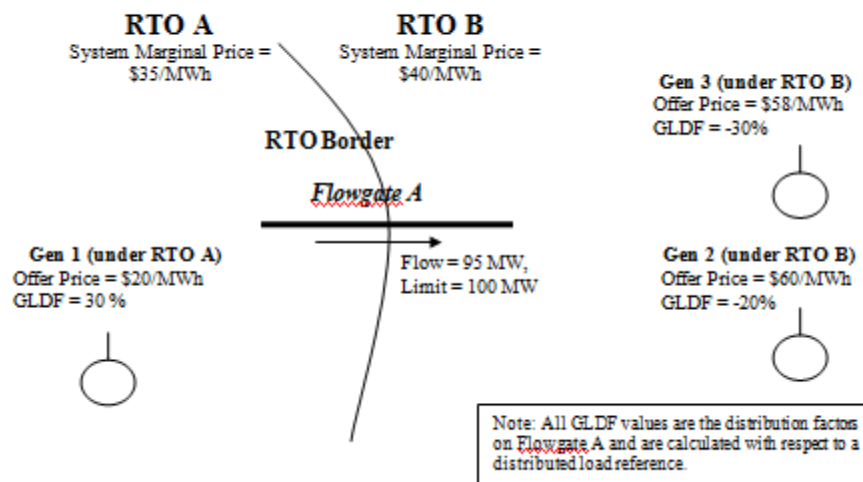 RTO A
System Marginal Price =
$35/MWh
RTO B
System Marginal Price =
$40/MWh
Gen 3 (under RTO B)
Offer Price = $58/MWh
GLDF = -30%
RTO Border
Flowgate A
Gen 1 (under RTO A)
Offer Price = $20/MWh
GLDF = 30 %
Flow = 95 MW,
Limit = 100 MW
Gen 2 (under RTO B)
Offer Price = $60/MWh
GLDF = -20%
Note: All GLDF values are the distribution factors
on Flowgate A and are calculated with respect to a
distributed load reference.